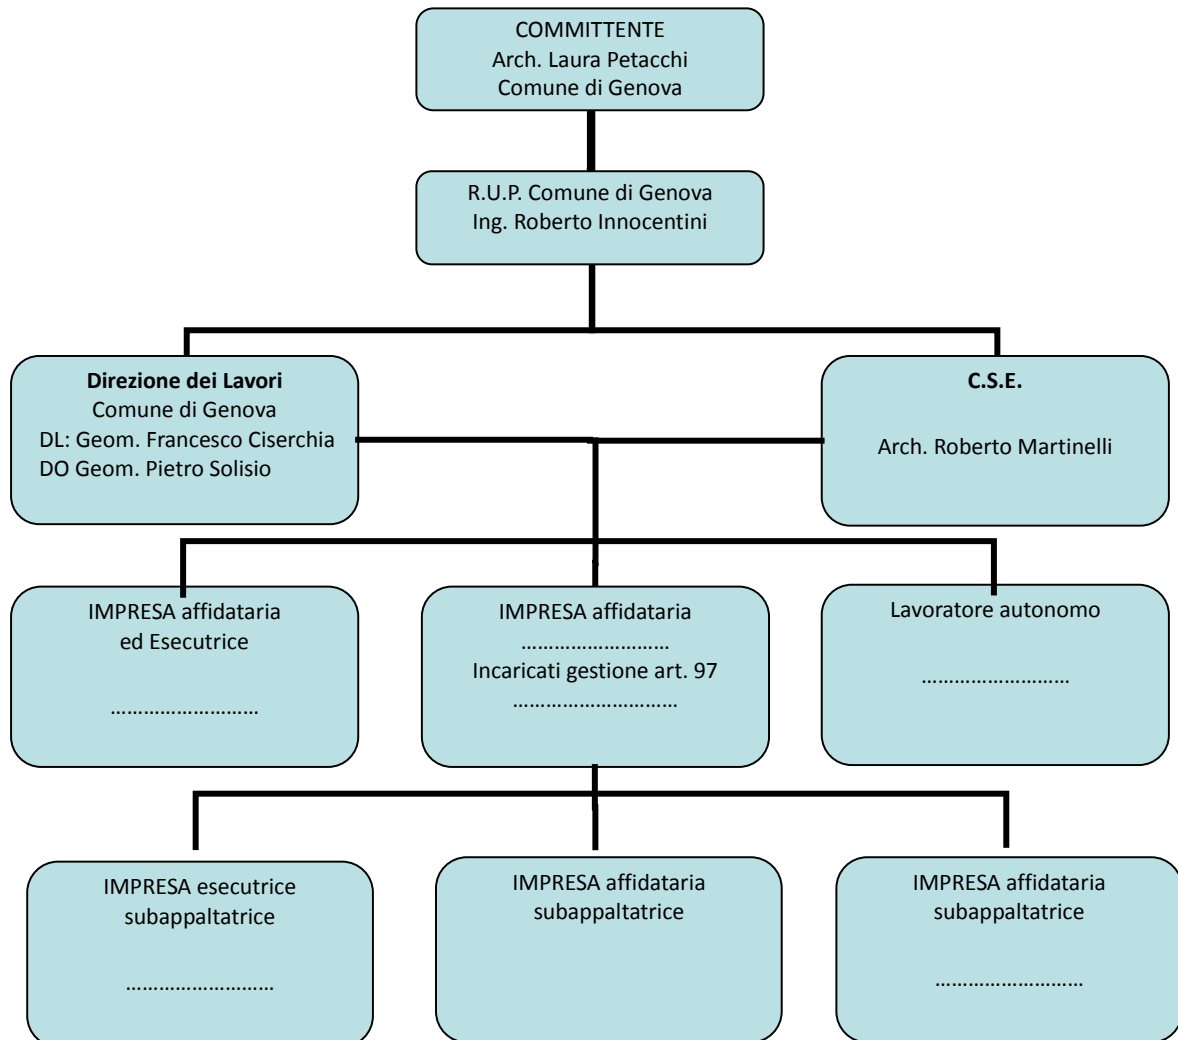 COMMITTENTE
Arch. Laura Petacchi
Comune di Genova
R.U.P. Comune di Genova
Ing. Roberto Innocentini
Direzione dei Lavori
Comune di Genova
DL: Geom. Francesco Ciserchia
DO Geom. Pietro Solisio
C.S.E.
Arch. Roberto Martinelli
IMPRESA affidataria
ed Esecutrice
………………………
IMPRESA affidataria
………………………
Incaricati gestione art. 97
…………………………
Lavoratore autonomo
………………………
IMPRESA esecutrice
subappaltatrice
………………………
IMPRESA affidataria
subappaltatrice
IMPRESA affidataria
subappaltatrice
………………………